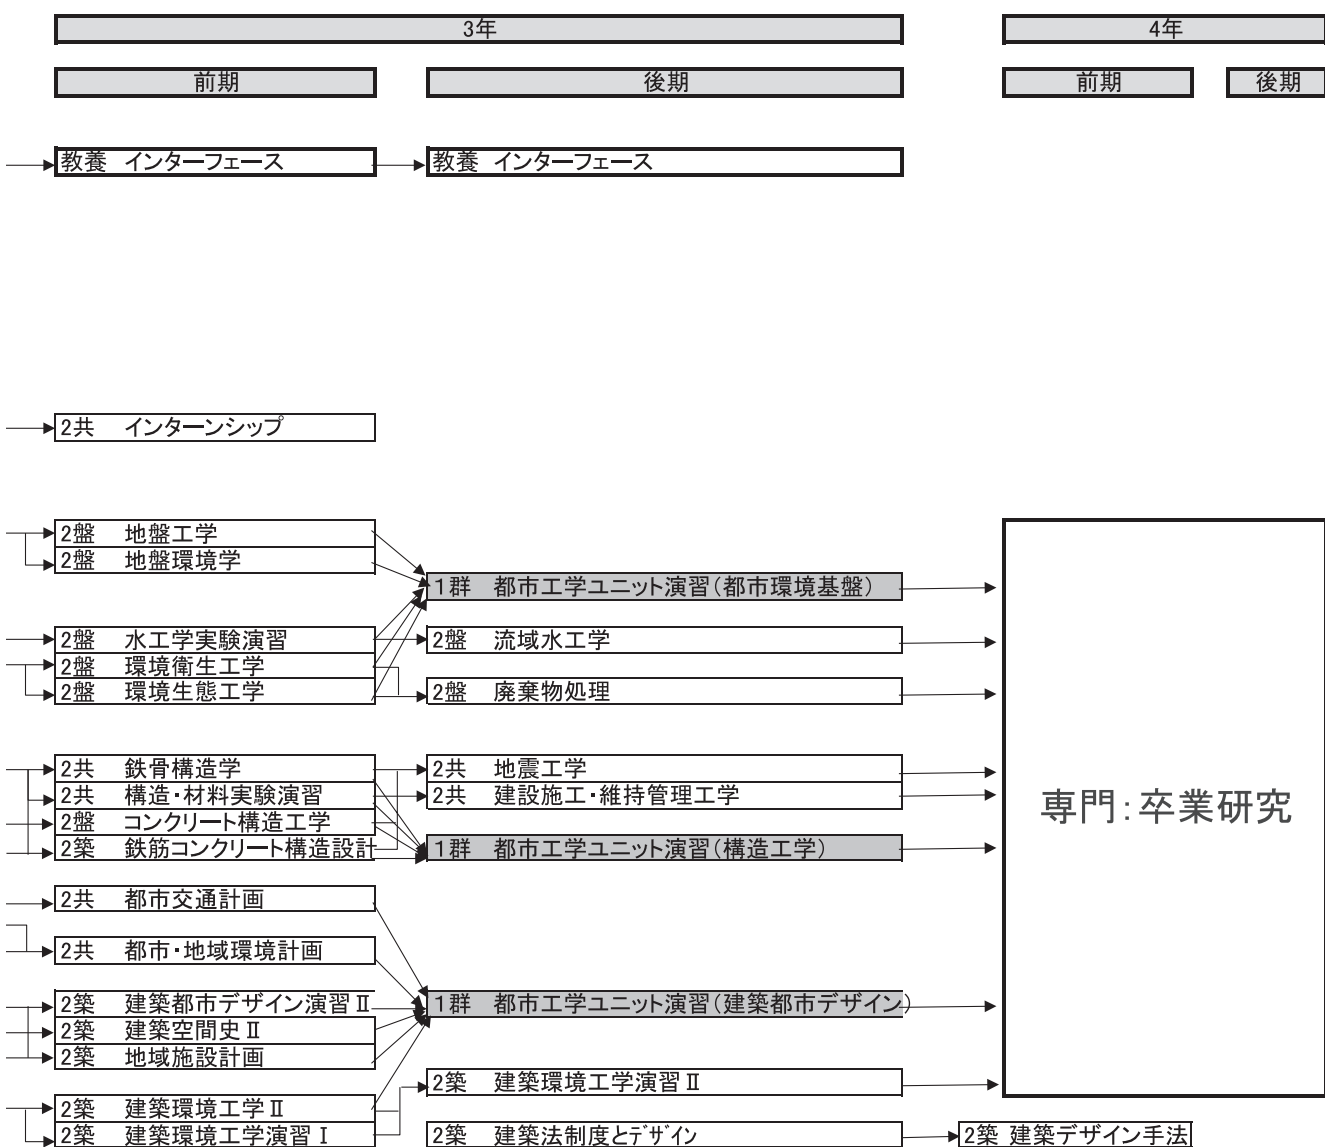 3年 4年
前期 後期 前期 後期
教養 インターフェース 教養 インターフェース
2共 インターンシップ
2盤 地盤工学
2盤 地盤環境学
1群 都市工学ユニット演習(都市環境基盤)
2盤 水工学実験演習 2盤 流域水工学
2盤 環境衛生工学
2盤 環境生態工学 2盤 廃棄物処理
2共 鉄骨構造学 2共 地震工学
2共 構造・材料実験演習 2共 建設施工・維持管理工学
専門:卒業研究
2盤 コンクリート構造工学
2築 鉄筋コンクリート構造設計 1群 都市工学ユニット演習(構造工学)
2共 都市交通計画
2共 都市・地域環境計画
2築 建築都市デザイン演習Ⅱ 1群 都市工学ユニット演習(建築都市デザイン)
2築 建築空間史Ⅱ
2築 地域施設計画
2築 建築環境工学演習Ⅱ
2築 建築環境工学Ⅱ
2築 建築環境工学演習Ⅰ 2築 建築法制度とデザイン 2築 建築デザイン手法